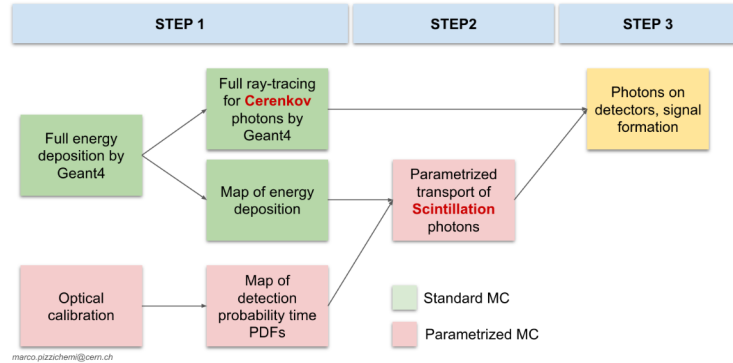 STEP 1
STEP2
STEP 3
Full energy
deposition by
Geant4
Full ray-tracing
for Cerenkov
photons by
Geant4
Map of energy
deposition
Parametrized
transport of
Scintillation
photons
Photons on
detectors, signal
formation
Optical
calibration
Map of
detection
probability time
PDFs
Standard MC
Parametrized MC
marco.pizzichemi@cern.ch